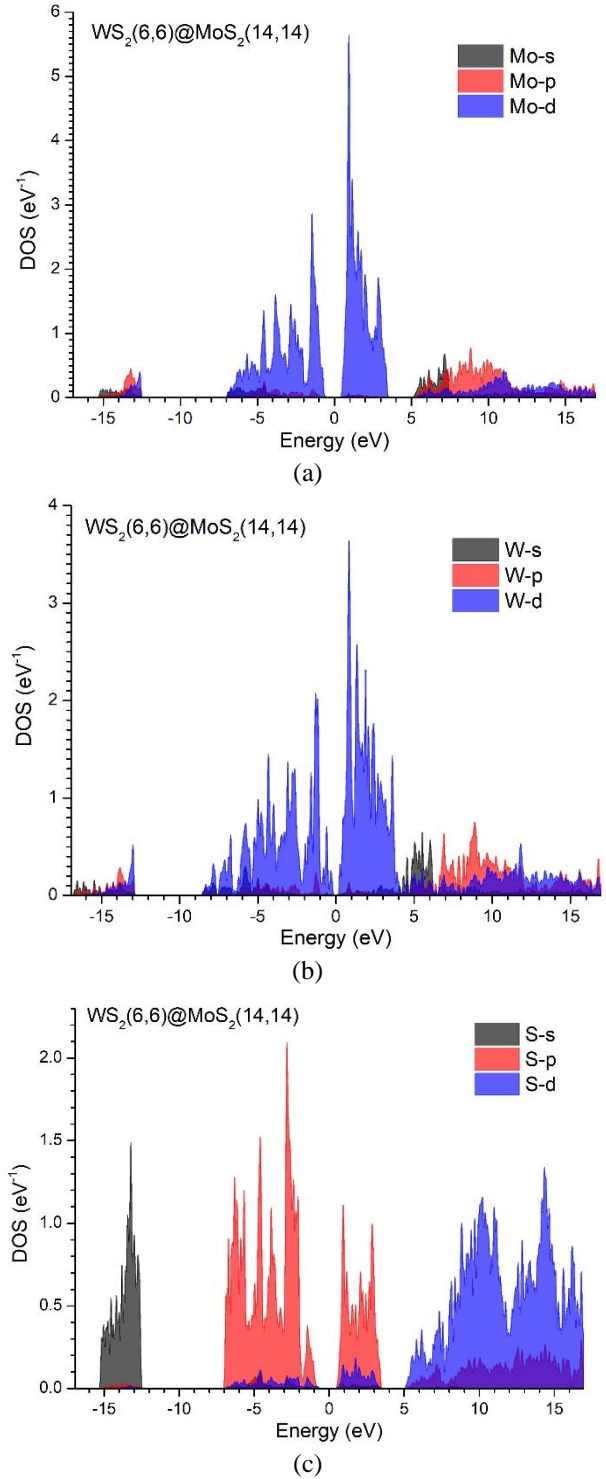 WS₂(6,6)@MoS₂(14,14)
Mo-s
Mo-p
Mo-d
6
5
4
3
2
1
0
DOS (eV⁻¹)
-15 -10 -5 0 5 10 15
Energy (eV)
(a)
WS₂(6,6)@MoS₂(14,14)
W-s
W-p
W-d
4
3
2
1
0
DOS (eV⁻¹)
-15 -10 -5 0 5 10 15
Energy (eV)
(b)
WS₂(6,6)@MoS₂(14,14)
S-s
S-p
S-d
2.0
1.5
1.0
0.5
0.0
DOS (eV⁻¹)
-15 -10 -5 0 5 10 15
Energy (eV)
(c)